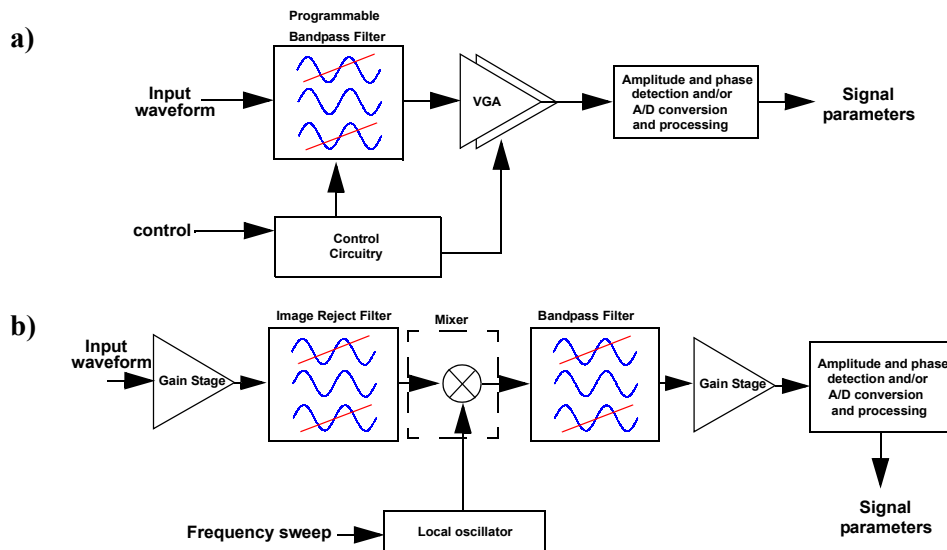 a)
Programmable
Bandpass Filter
Input
waveform
VGA
Amplitude and phase
detection and/or
A/D conversion
and processing
Signal
parameters
control
Control
Circuitry
b)
Input
waveform
Gain Stage
Image Reject Filter
Mixer
Bandpass Filter
Gain Stage
Amplitude and phase
detection and/or
A/D conversion
and processing
Frequency sweep
Local oscillator
Signal
parameters